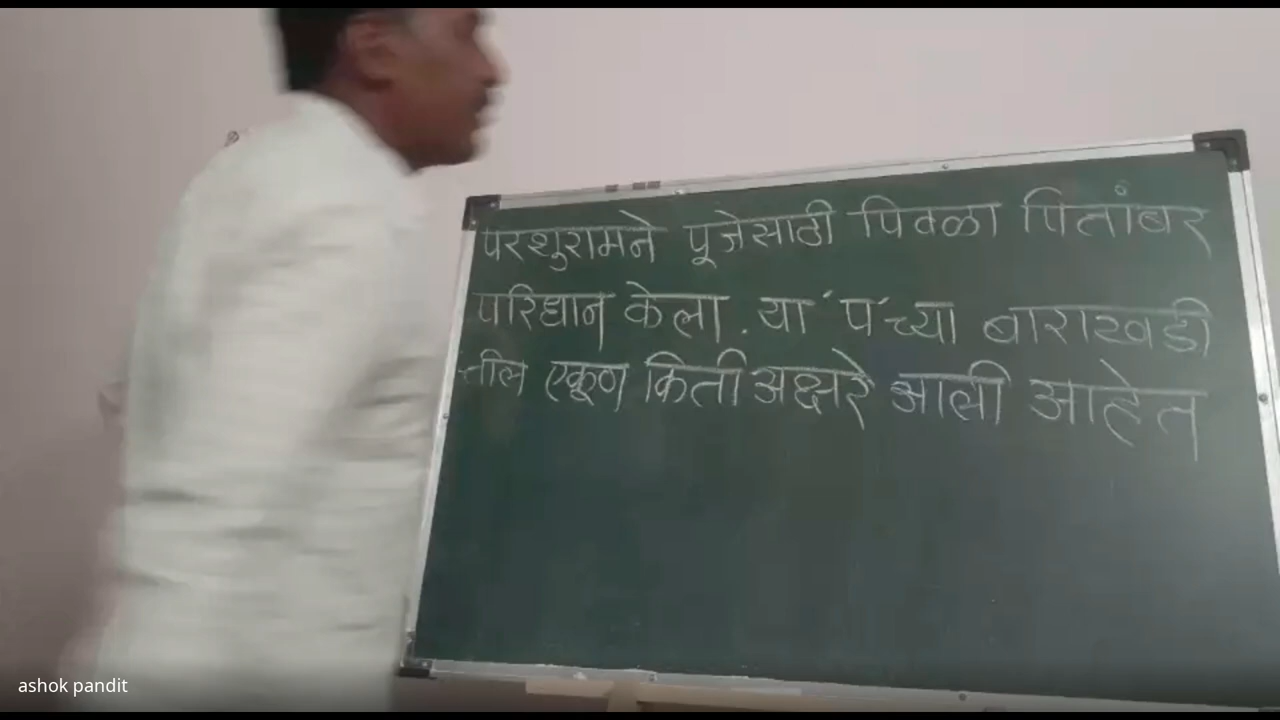 परशुरामने पूजेसाठी पिवळा पितांबर
परिधान केला. या 'प' च्या बाराखडी
तील एकूण किती अक्षरे आली आहेत
ashok pandit